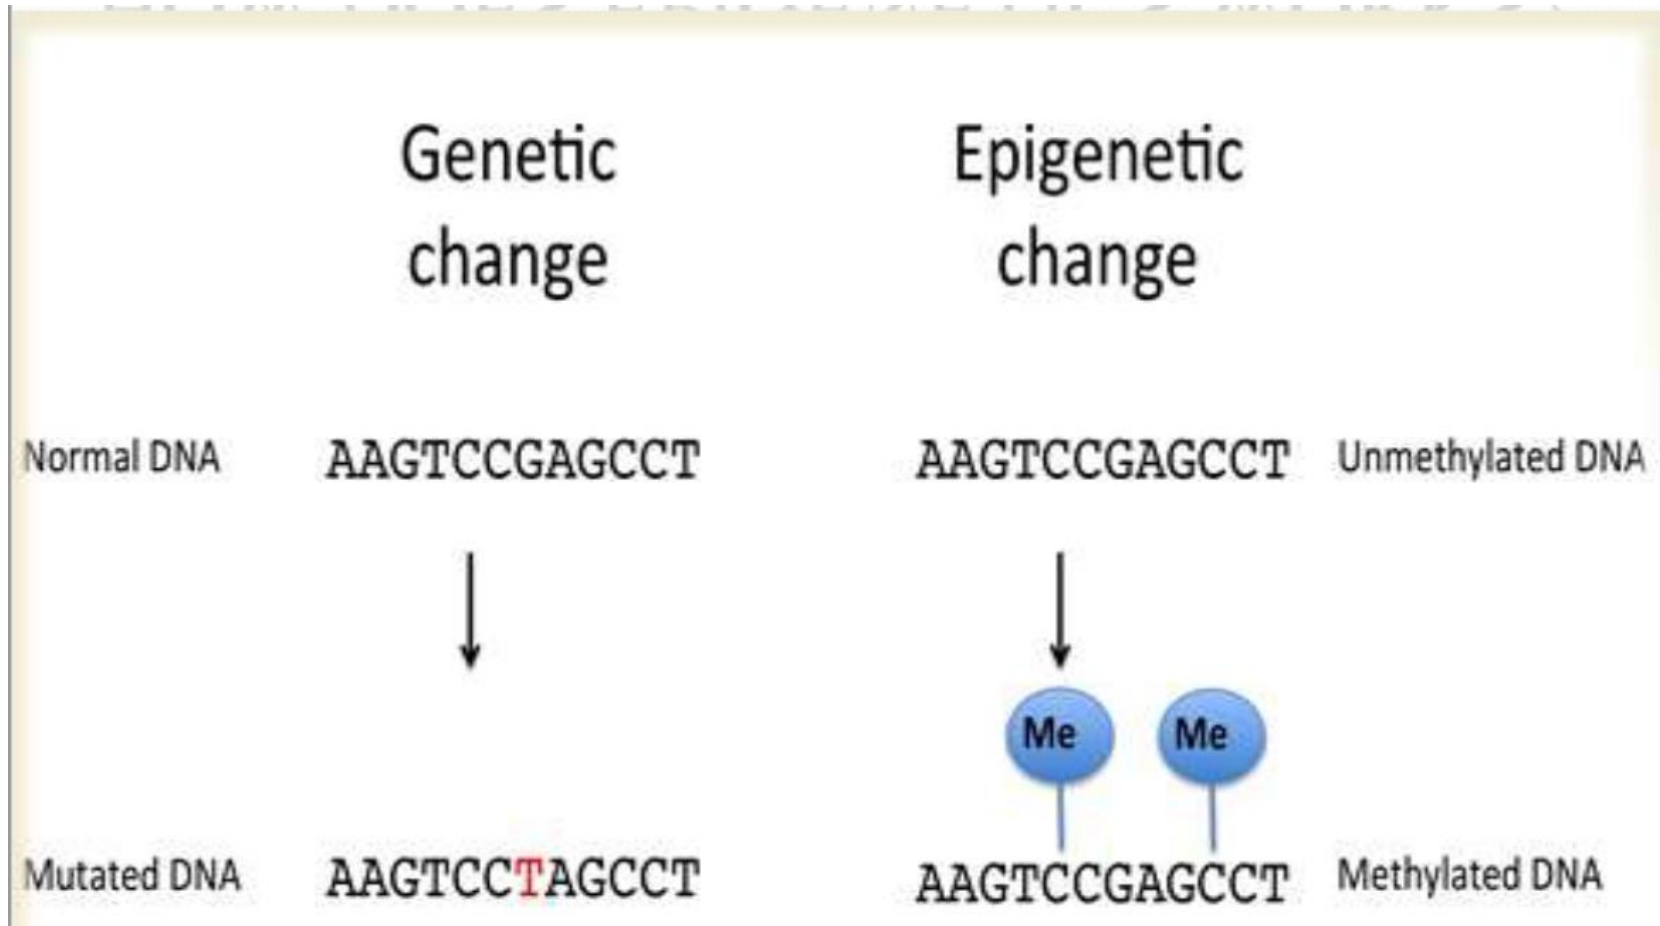 Genetic
change
Epigenetic
change
Normal DNA AAGTCCGAGCCT AAGTCCGAGCCT Unmethylated DNA
Me Me
Mutated DNA AAGTCCTAGCCT AAGTCCGAGCCT Methylated DNA